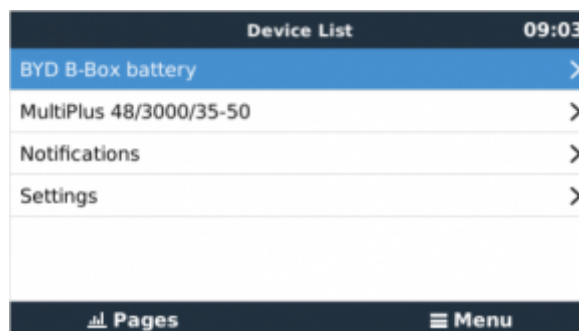 Device List 09:03
BYD B-Box battery
MultiPlus 48/3000/35-50
Notifications
Settings
Pages Menu